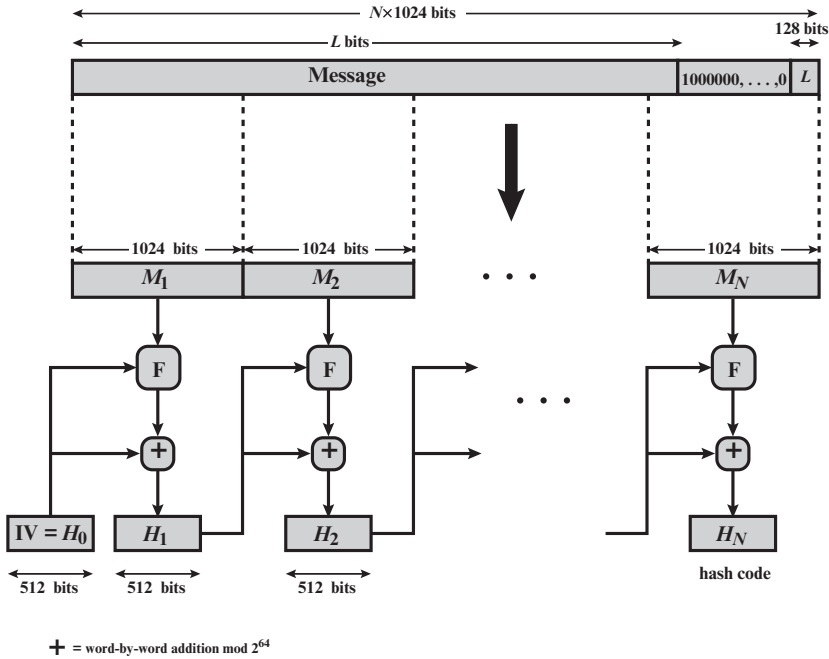 N×1024 bits
L bits
128 bits
Message
1000000, . . . ,0
L
1024 bits
1024 bits
1024 bits
M1
M2
• • •
MN
F
F
F
• • •
+
+
+
IV = H0
H1
H2
HN
512 bits
512 bits
512 bits
hash code
+ = word-by-word addition mod 2^64